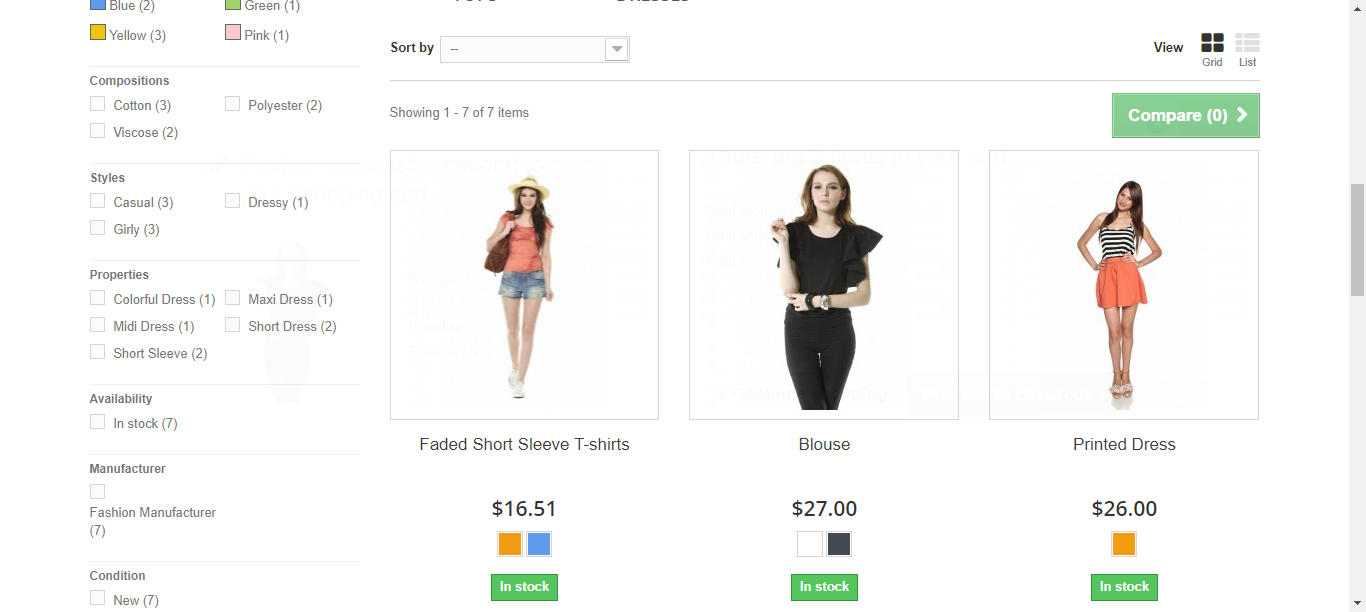 Blue (2)
Green (1)
Yellow (3)
Pink (1)
Compositions
Cotton (3)
Polyester (2)
Viscose (2)
Styles
Casual (3)
Dressy (1)
Girly (3)
Properties
Colorful Dress (1)
Maxi Dress (1)
Midi Dress (1)
Short Dress (2)
Short Sleeve (2)
Availability
In stock (7)
Manufacturer
Fashion Manufacturer
(7)
Condition
New (7)
DRESSES
Sort by
--
View
Grid
List
Showing 1 - 7 of 7 items
Compare (0)
Faded Short Sleeve T-shirts
$16.51
In stock
Blouse
$27.00
In stock
Printed Dress
$26.00
In stock